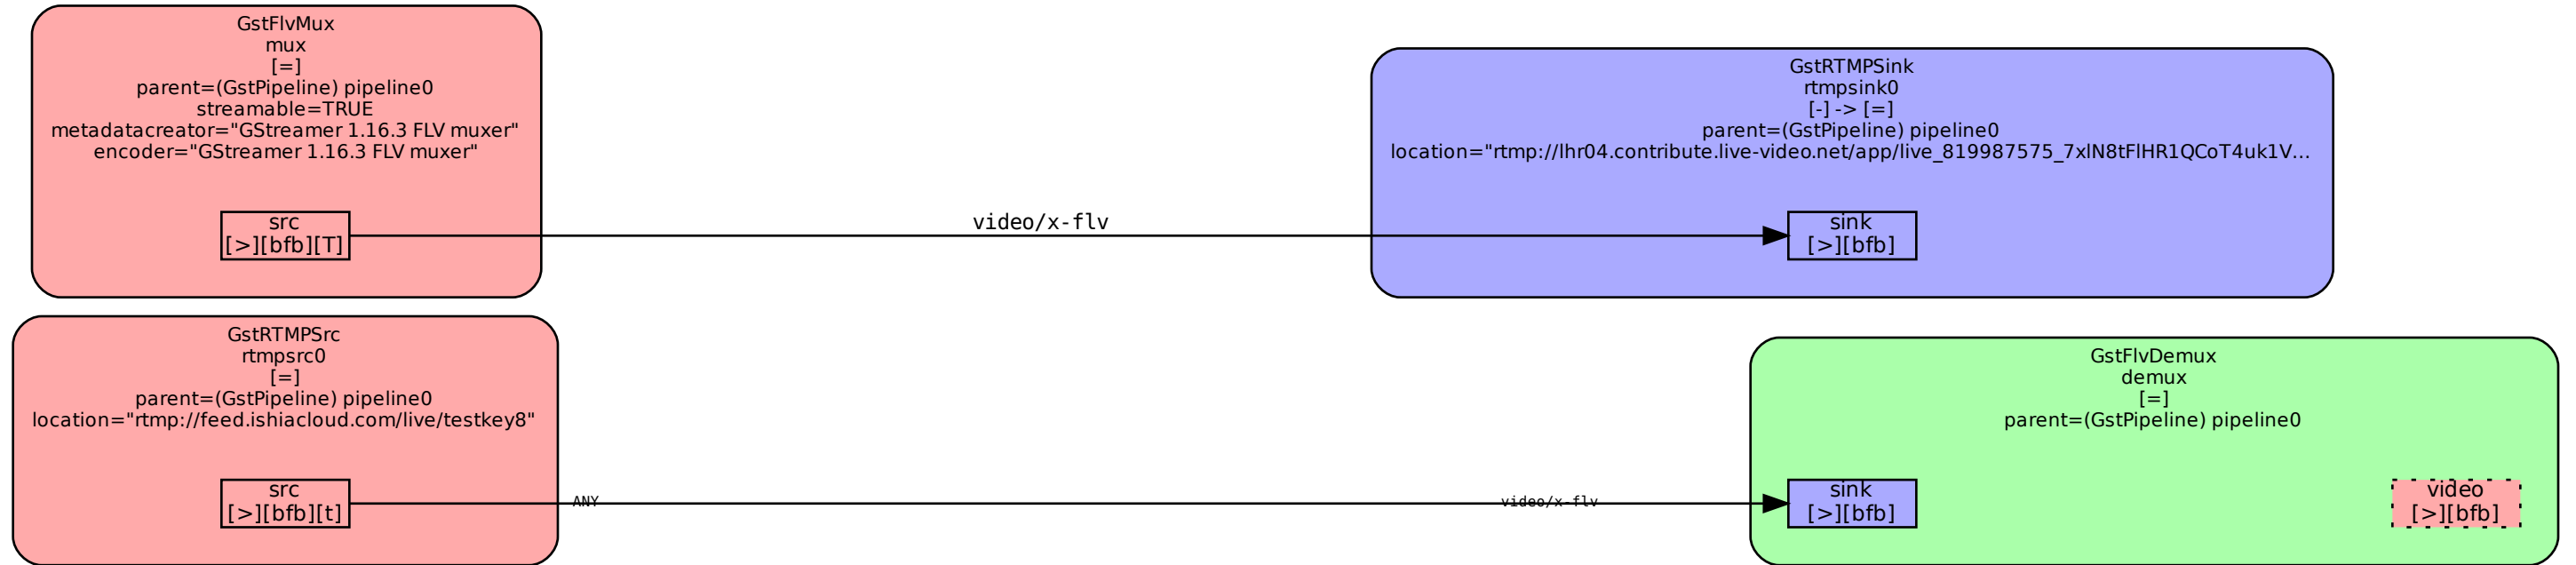 GstFlvMux
mux
[=]
parent=(GstPipeline) pipeline0
streamable=TRUE
metadatacreator="GStreamer 1.16.3 FLV muxer"
encoder="GStreamer 1.16.3 FLV muxer"
src
[>][bfb][T]
video/x-flv
GstRTMPSink
rtmpsink0
[-] -> [=]
parent=(GstPipeline) pipeline0
location="rtmp://lhr04.contribute.live-video.net/app/live_819987575_7xlN8tFlHR1QCoT4uk1V…
sink
[>][bfb]
GstRTMPSrc
rtmpsrc0
[=]
parent=(GstPipeline) pipeline0
location="rtmp://feed.ishiacloud.com/live/testkey8"
src
[>][bfb][t]
ANY
video/x-flv
GstFlvDemux
demux
[=]
parent=(GstPipeline) pipeline0
sink
[>][bfb]
video
[>][bfb]